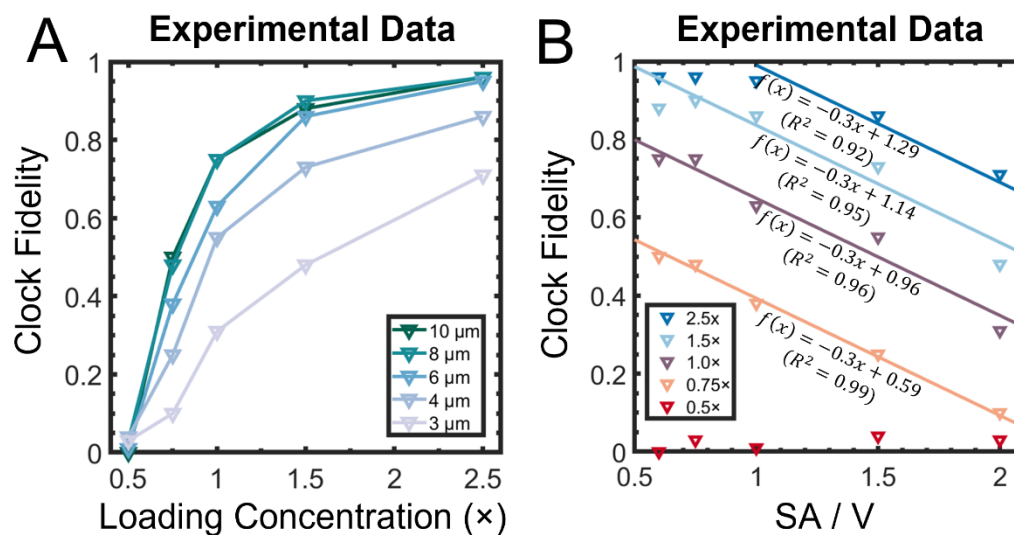 A
Experimental Data
Clock Fidelity
1
0.8
0.6
0.4
0.2
0
0.5
1
1.5
2
2.5
Loading Concentration (×)
10 µm
8 µm
6 µm
4 µm
3 µm
B
Experimental Data
Clock Fidelity
1
0.8
0.6
0.4
0.2
0
0.5
1
1.5
2
SA / V
f(x) = −0.3x + 1.29
(R² = 0.92)
f(x) = −0.3x + 1.14
(R² = 0.95)
f(x) = −0.3x + 0.96
(R² = 0.96)
f(x) = −0.3x + 0.59
(R² = 0.99)
2.5x
1.5×
1.0×
0.75×
0.5×